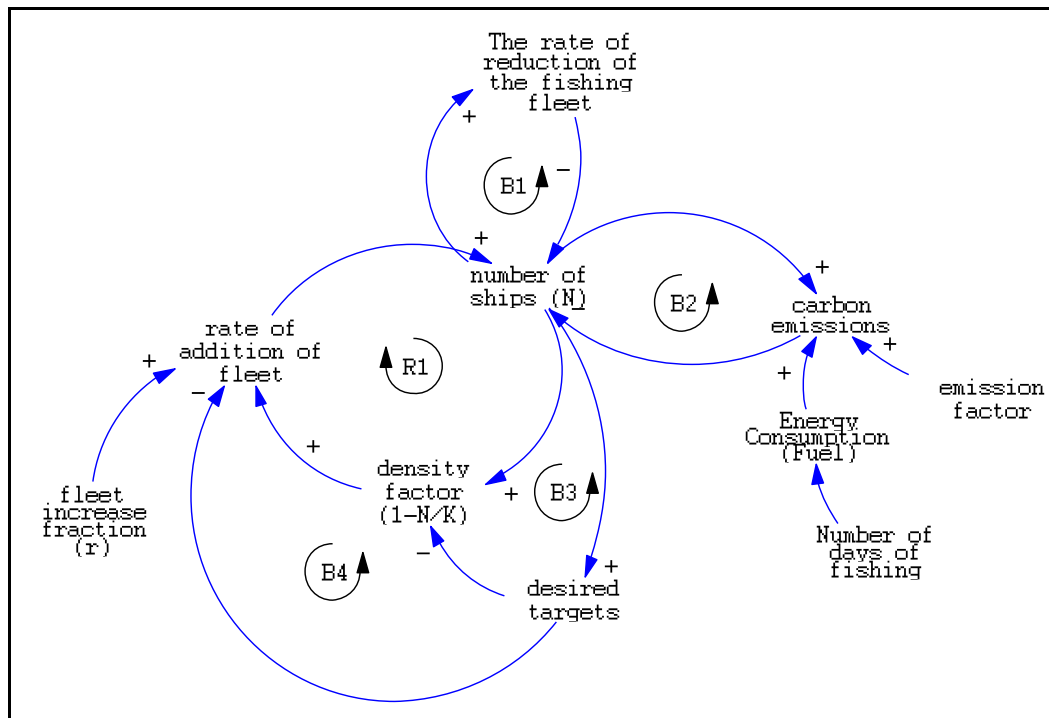 The rate of
reduction of
the fishing
fleet
+
B1
−
+
number of
ships (N)
B2
+
carbon
emissions
rate of
addition of
fleet
+
−
R1
+
+
emission
factor
Energy
Consumption
(Fuel)
+
density
factor
(1−N/K)
+
B3
fleet
increase
fraction
(r)
−
B4
+
desired
targets
Number of
days of
fishing